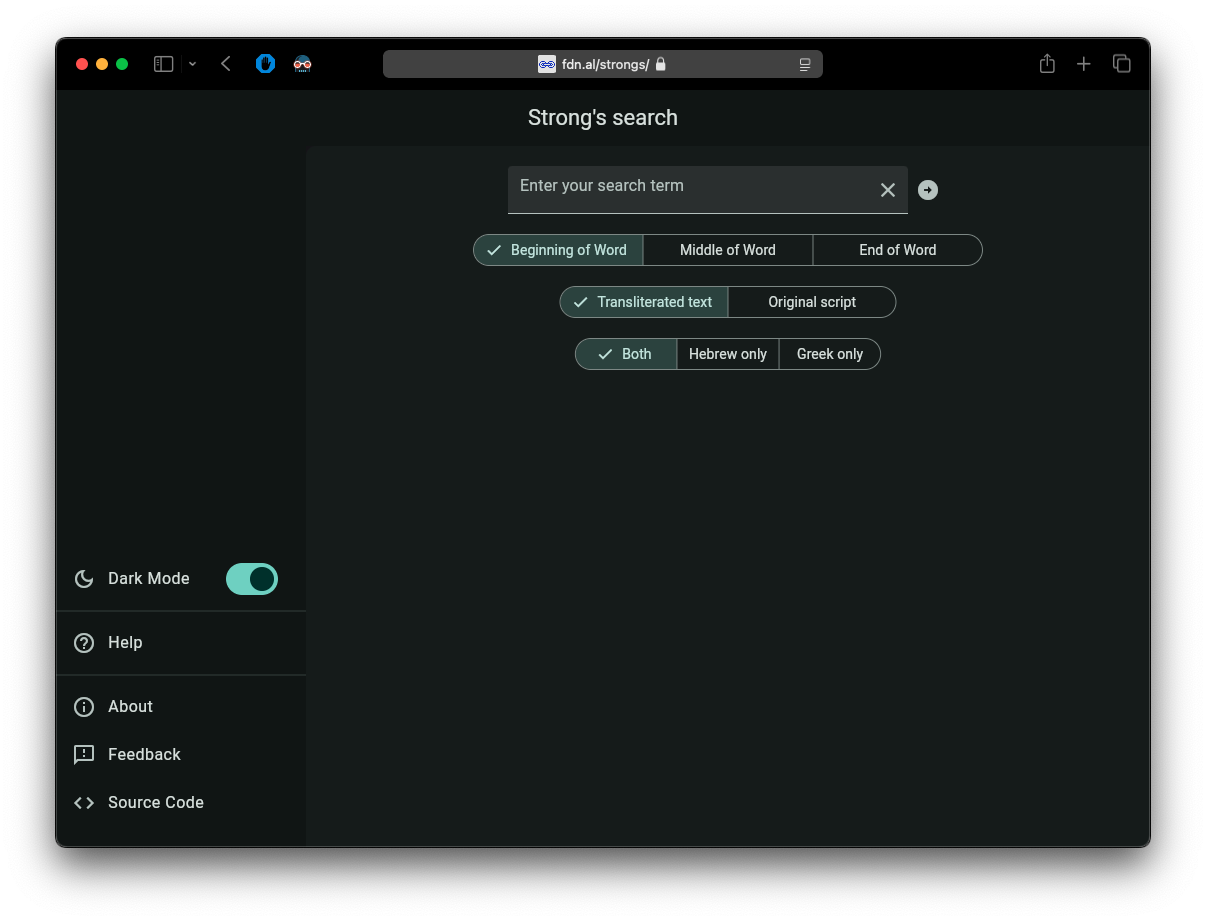 fdn.al/strongs/
Strong's search
Enter your search term
Beginning of Word Middle of Word End of Word
Transliterated text Original script
Both Hebrew only Greek only
Dark Mode
Help
About
Feedback
Source Code